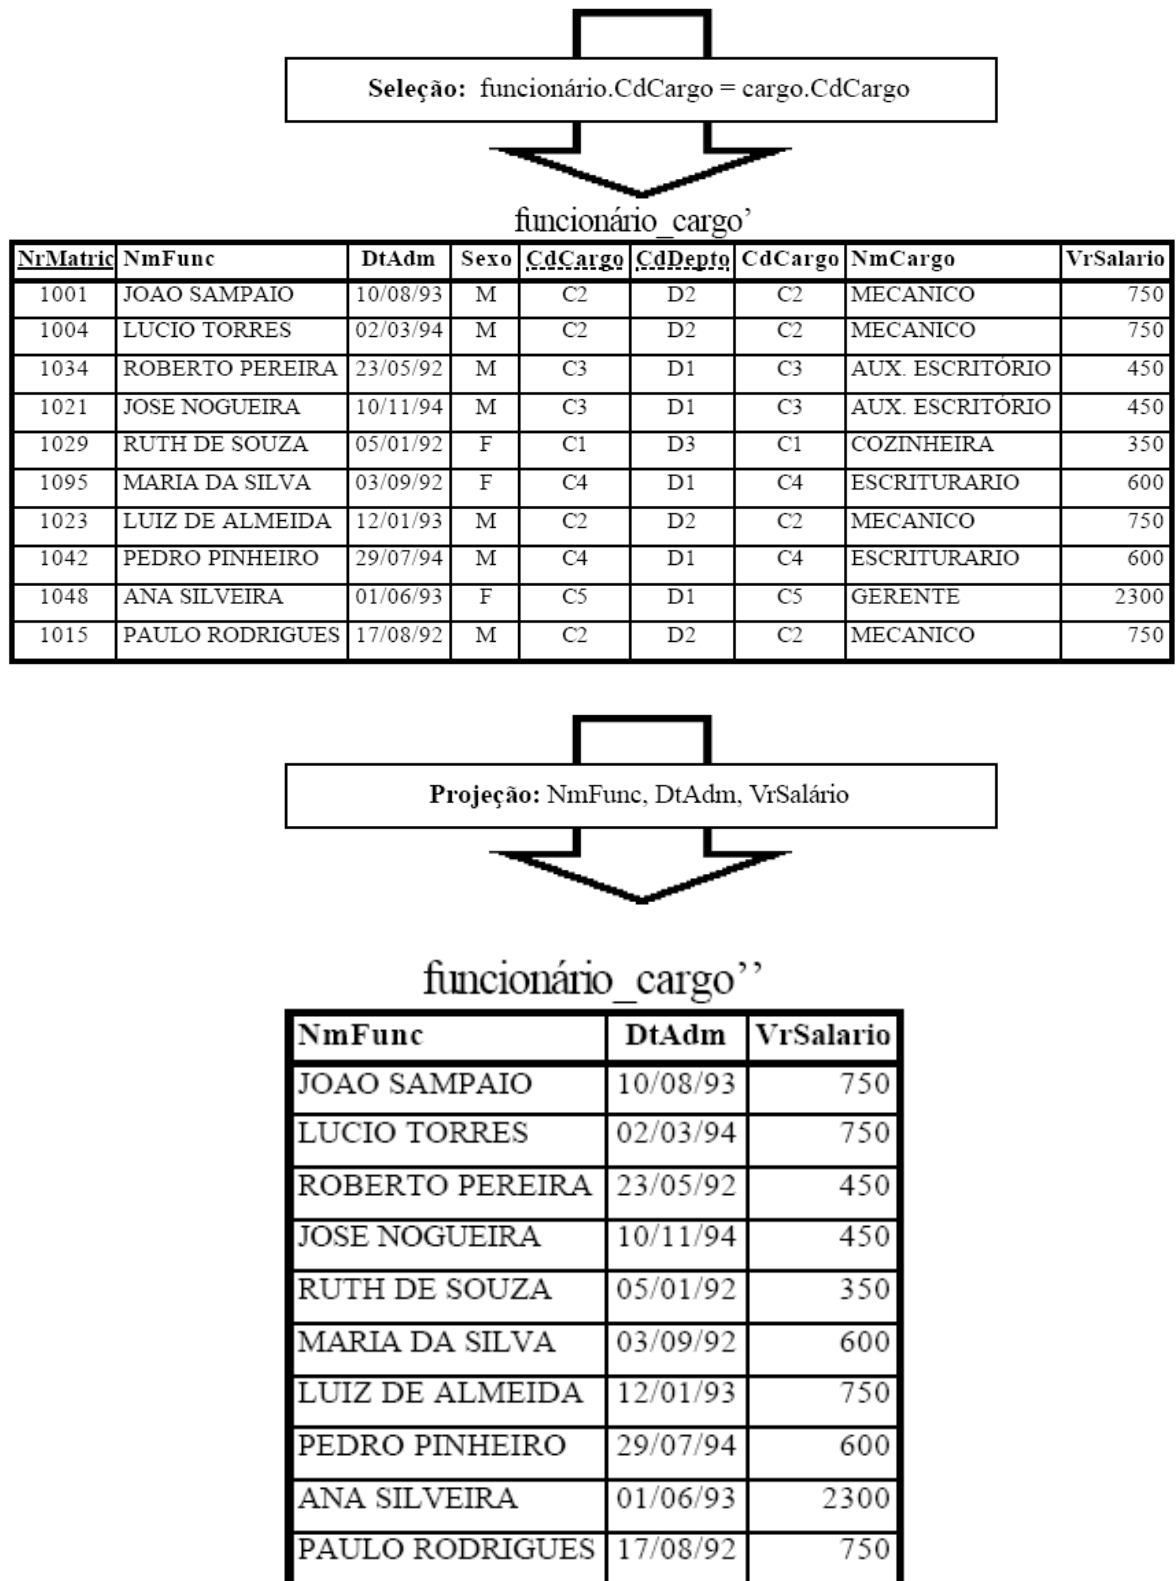 Seleção: funcionário.CdCargo = cargo.CdCargo
funcionário_cargo’
NrMatric NmFunc DtAdm Sexo CdCargo CdDepto CdCargo NmCargo VrSalario
1001 JOAO SAMPAIO 10/08/93 M C2 D2 C2 MECANICO 750
1004 LUCIO TORRES 02/03/94 M C2 D2 C2 MECANICO 750
1034 ROBERTO PEREIRA 23/05/92 M C3 D1 C3 AUX. ESCRITÓRIO 450
1021 JOSE NOGUEIRA 10/11/94 M C3 D1 C3 AUX. ESCRITÓRIO 450
1029 RUTH DE SOUZA 05/01/92 F C1 D3 C1 COZINHEIRA 350
1095 MARIA DA SILVA 03/09/92 F C4 D1 C4 ESCRITURARIO 600
1023 LUIZ DE ALMEIDA 12/01/93 M C2 D2 C2 MECANICO 750
1042 PEDRO PINHEIRO 29/07/94 M C4 D1 C4 ESCRITURARIO 600
1048 ANA SILVEIRA 01/06/93 F C5 D1 C5 GERENTE 2300
1015 PAULO RODRIGUES 17/08/92 M C2 D2 C2 MECANICO 750
Projeção: NmFunc, DtAdm, VrSalário
funcionário_cargo’’
NmFunc DtAdm VrSalario
JOAO SAMPAIO 10/08/93 750
LUCIO TORRES 02/03/94 750
ROBERTO PEREIRA 23/05/92 450
JOSE NOGUEIRA 10/11/94 450
RUTH DE SOUZA 05/01/92 350
MARIA DA SILVA 03/09/92 600
LUIZ DE ALMEIDA 12/01/93 750
PEDRO PINHEIRO 29/07/94 600
ANA SILVEIRA 01/06/93 2300
PAULO RODRIGUES 17/08/92 750